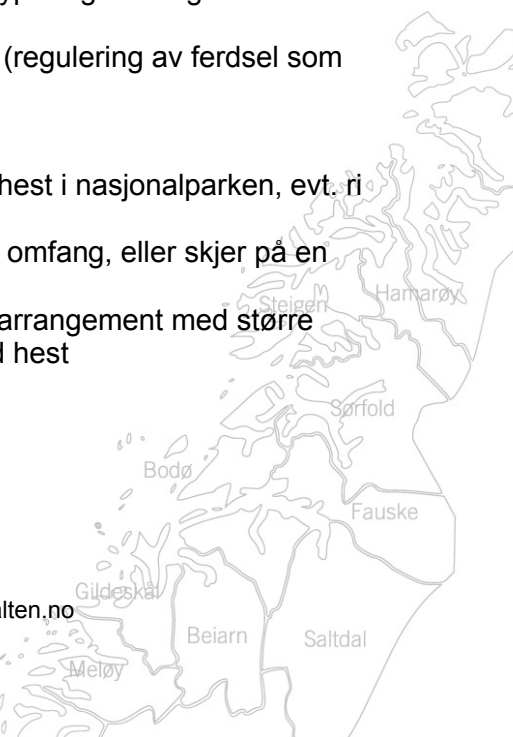 (regulering av ferdsel som
hest i nasjonalparken, evt. ri
omfang, eller skjer på en
Steigen
Hamarøy
arrangement med større
d hest
Sørfold
Bodø
Fauske
Gildeskål
alten.no
Beiarn
Saltdal
Meløy